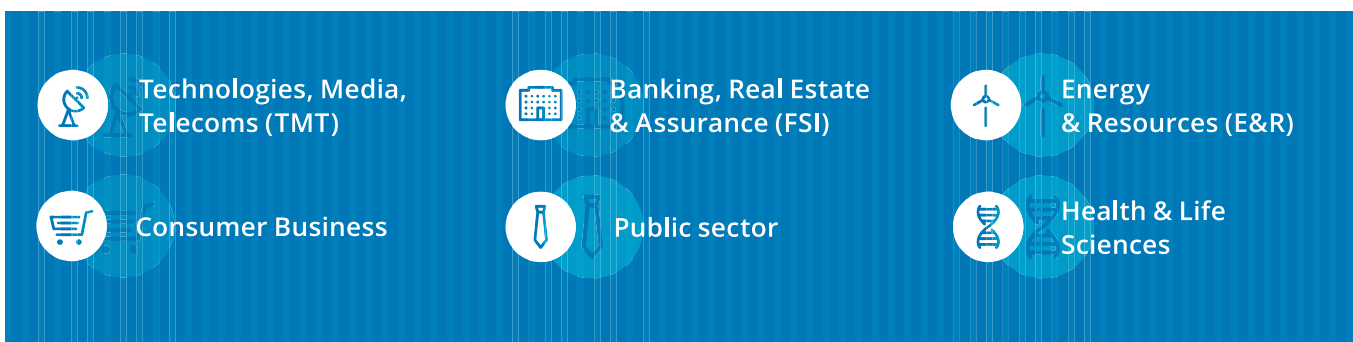 Technologies, Media,
Telecoms (TMT)
Banking, Real Estate
& Assurance (FSI)
Energy
& Resources (E&R)
Consumer Business
Public sector
Health & Life
Sciences